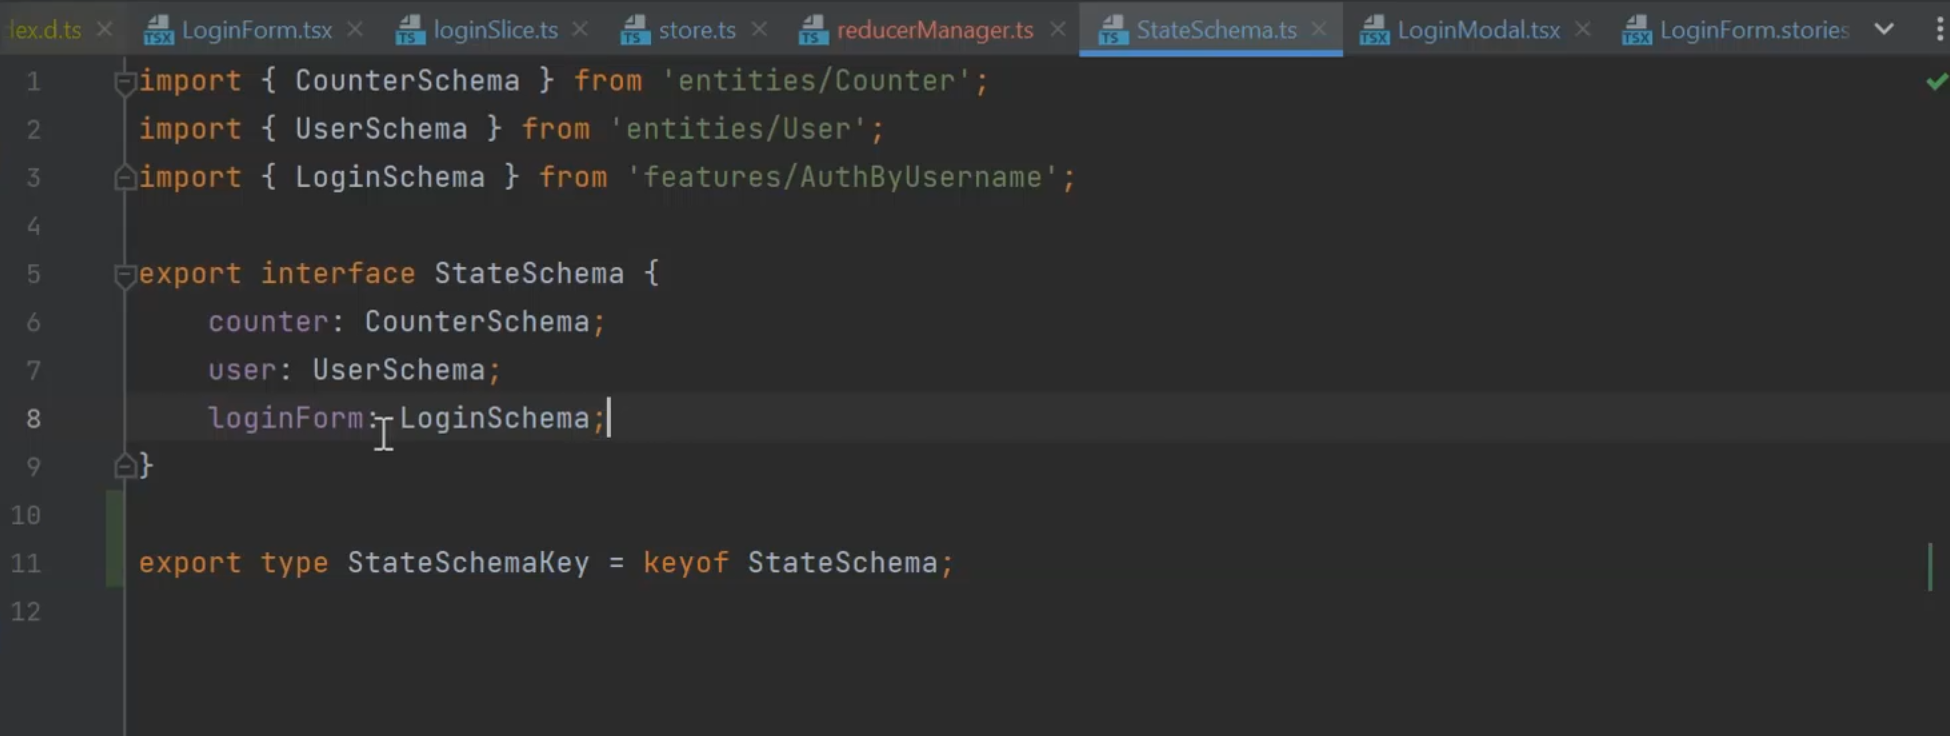 lex.d.ts LoginForm.tsx loginSlice.ts store.ts reducerManager.ts StateSchema.ts LoginModal.tsx LoginForm.stories
1 import { CounterSchema } from 'entities/Counter';
2 import { UserSchema } from 'entities/User';
3 import { LoginSchema } from 'features/AuthByUsername';
4
5 export interface StateSchema {
6     counter: CounterSchema;
7     user: UserSchema;
8     loginForm: LoginSchema;
9 }
10
11 export type StateSchemaKey = keyof StateSchema;
12